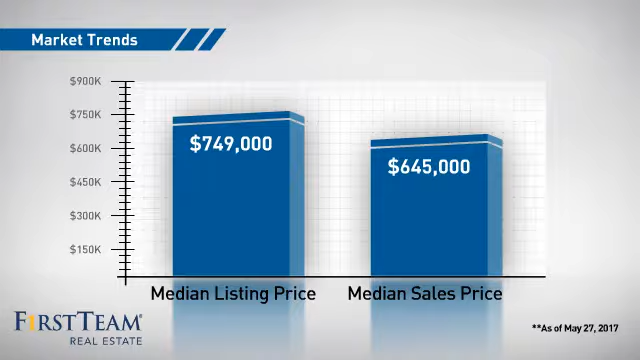 Market Trends
$900K
$750K
$600K
$450K
$300K
$150K
$749,000
$645,000
Median Listing Price
Median Sales Price
FIRSTTEAM®
REAL ESTATE
**As of May 27, 2017